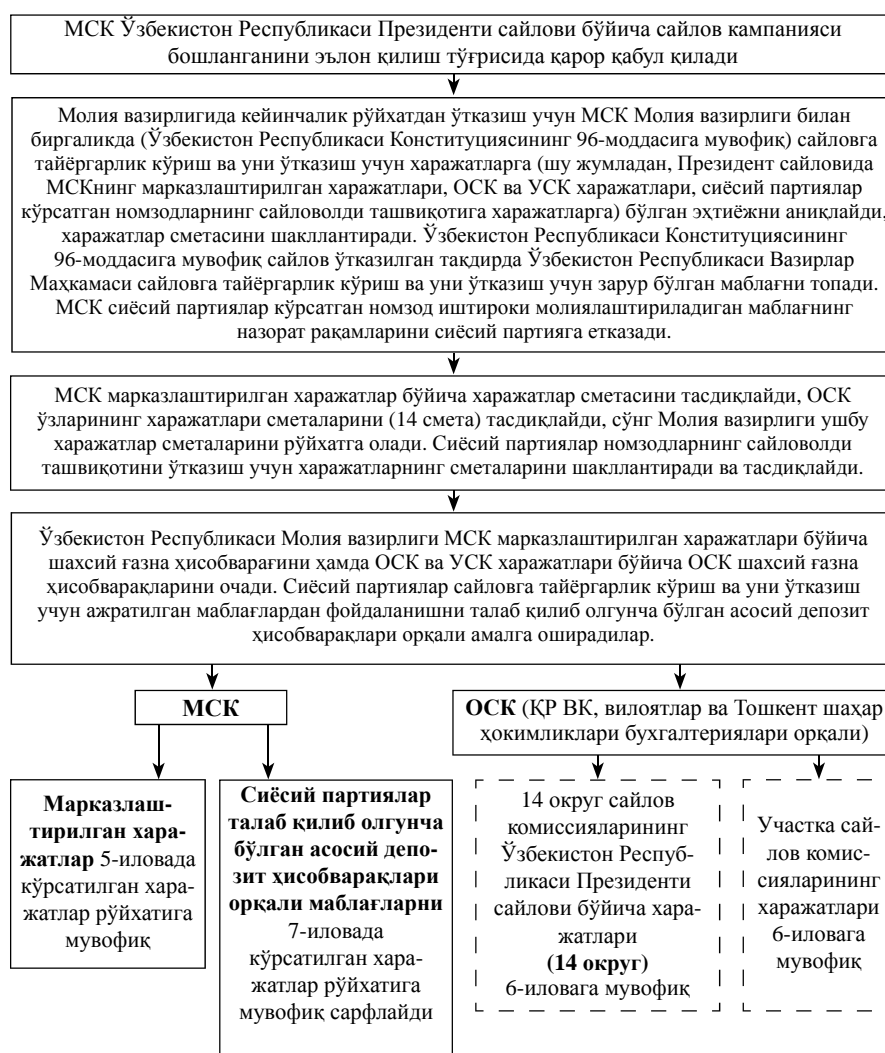 МСК Ўзбекистон Республикаси Президенти сайлови бўйича сайлов кампанияси
бошланганини эълон қилиш тўғрисида қарор қабул қилади
Молия вазирлигида кейинчалик рўйхатдан ўтказиш учун МСК Молия вазирлиги билан
биргаликда (Ўзбекистон Республикаси Конституциясининг 96-моддасига мувофиқ) сайловга
тайёргарлик кўриш ва уни ўтказиш учун харажатларга (шу жумладан, Президент сайловида
МСКнинг марказлаштирилган харажатлари, ОСК ва УСК харажатлари, сиёсий партиялар
кўрсатган номзодларнинг сайловолди ташвиқотига харажатларга) бўлган эҳтиёжни аниқлайди,
харажатлар сметасини шакллантиради. Ўзбекистон Республикаси Конституциясининг
96-моддасига мувофиқ сайлов ўтказилган тақдирда Ўзбекистон Республикаси Вазирлар
Маҳкамаси сайловга тайёргарлик кўриш ва уни ўтказиш учун зарур бўлган маблағни топади.
МСК сиёсий партиялар кўрсатган номзод иштироки молиялаштириладиган маблағнинг
назорат рақамларини сиёсий партияга етказади.
МСК марказлаштирилган харажатлар бўйича харажатлар сметасини тасдиқлайди, ОСК
ўзларининг харажатлари сметаларини (14 смета) тасдиқлайди, сўнг Молия вазирлиги ушбу
харажатлар сметаларини рўйхатга олади. Сиёсий партиялар номзодларнинг сайловолди
ташвиқотини ўтказиш учун харажатларнинг сметаларини шакллантиради ва тасдиқлайди.
Ўзбекистон Республикаси Молия вазирлиги МСК марказлаштирилган харажатлари бўйича
шахсий ғазна ҳисобварағини ҳамда ОСК ва УСК харажатлари бўйича ОСК шахсий ғазна
ҳисобварақларини очади. Сиёсий партиялар сайловга тайёргарлик кўриш ва уни ўтказиш
учун ажратилган маблағлардан фойдаланишни талаб қилиб олгунча бўлган асосий депозит
ҳисобварақлари орқали амалга оширадилар.
МСК
ОСК (ҚР ВК, вилоятлар ва Тошкент шаҳар
ҳокимликлари бухгалтериялари орқали)
Марказлаш-
тирилган хара-
жатлар 5-иловада
кўрсатилган хара-
жатлар рўйхатига
мувофиқ
Сиёсий партиялар
талаб қилиб олгунча
бўлган асосий депо-
зит ҳисобварақлари
орқали маблағларни
7-иловада
кўрсатилган хара-
жатлар рўйхатига
мувофиқ сарфлайди
14 округ сайлов
комиссияларининг
Ўзбекистон Респуб-
ликаси Президенти
сайлови бўйича хара-
жатлари
(14 округ)
6-иловага мувофиқ
Участка сай-
лов комис-
сияларининг
харажатлари
6-иловага
мувофиқ